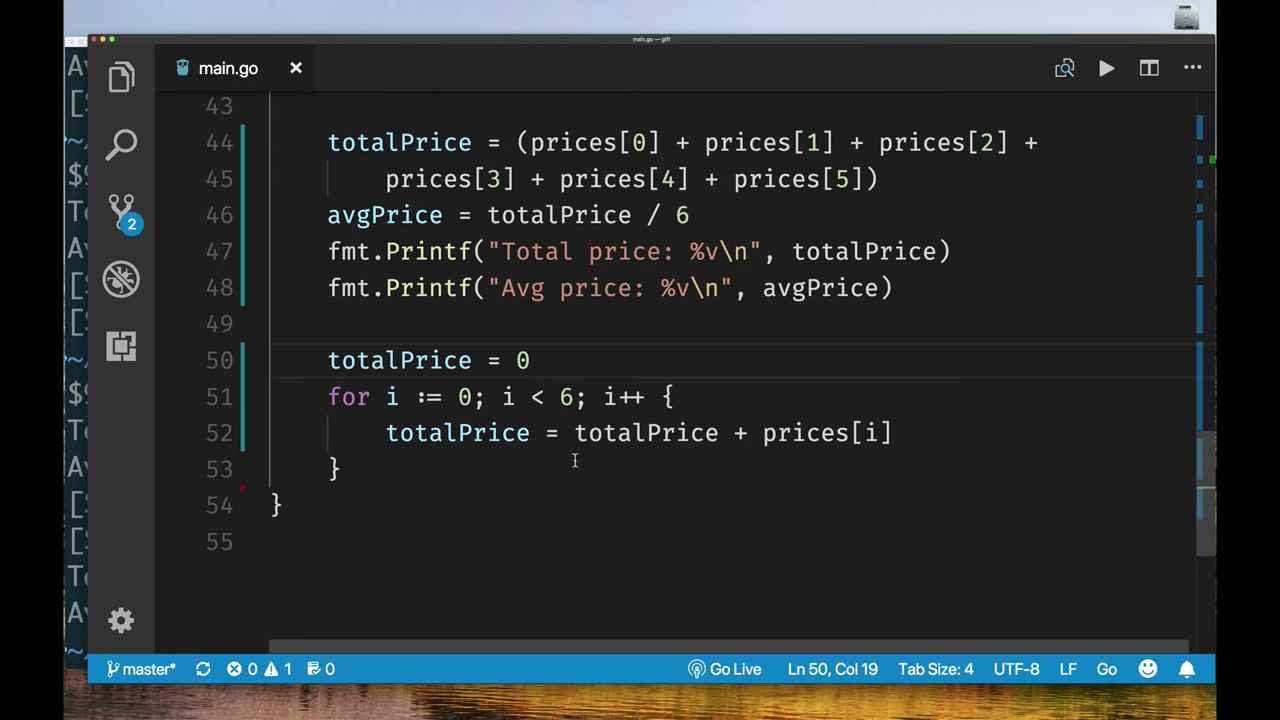 main.go — gift
main.go
43
44 totalPrice = (prices[0] + prices[1] + prices[2] +
45 prices[3] + prices[4] + prices[5])
46 avgPrice = totalPrice / 6
47 fmt.Printf("Total price: %v\n", totalPrice)
48 fmt.Printf("Avg price: %v\n", avgPrice)
49
50 totalPrice = 0
51 for i := 0; i < 6; i++ {
52 totalPrice = totalPrice + prices[i]
53 }
54 }
55
2
master* 0 1 0 Go Live Ln 50, Col 19 Tab Size: 4 UTF-8 LF Go